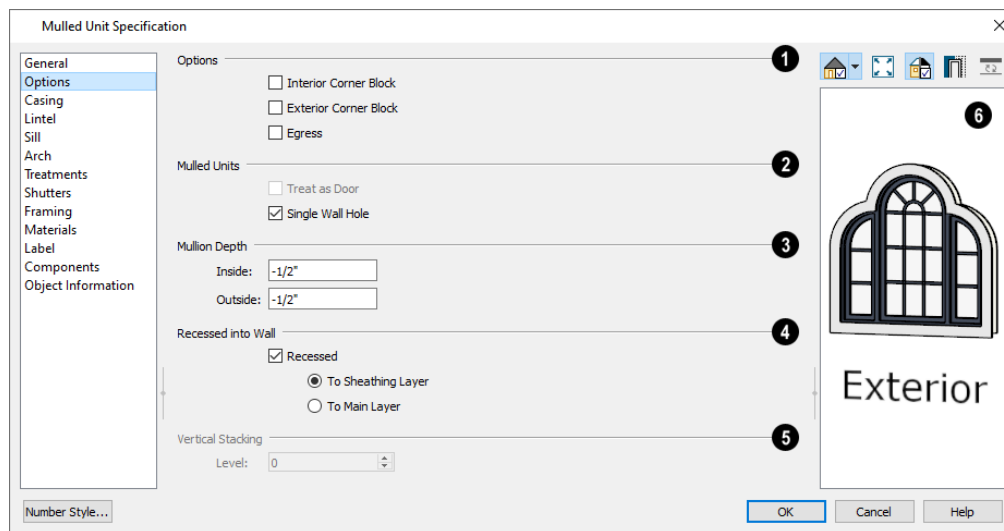 Mulled Unit Specification
General
Options
Casing
Lintel
Sill
Arch
Treatments
Shutters
Framing
Materials
Label
Components
Object Information
Options 1
Interior Corner Block
Exterior Corner Block
Egress
Mulled Units 2
Treat as Door
Single Wall Hole
Mullion Depth 3
Inside: -1/2"
Outside: -1/2"
Recessed into Wall 4
Recessed
To Sheathing Layer
To Main Layer
Vertical Stacking 5
Level: 0
6
Exterior
Number Style...
OK
Cancel
Help